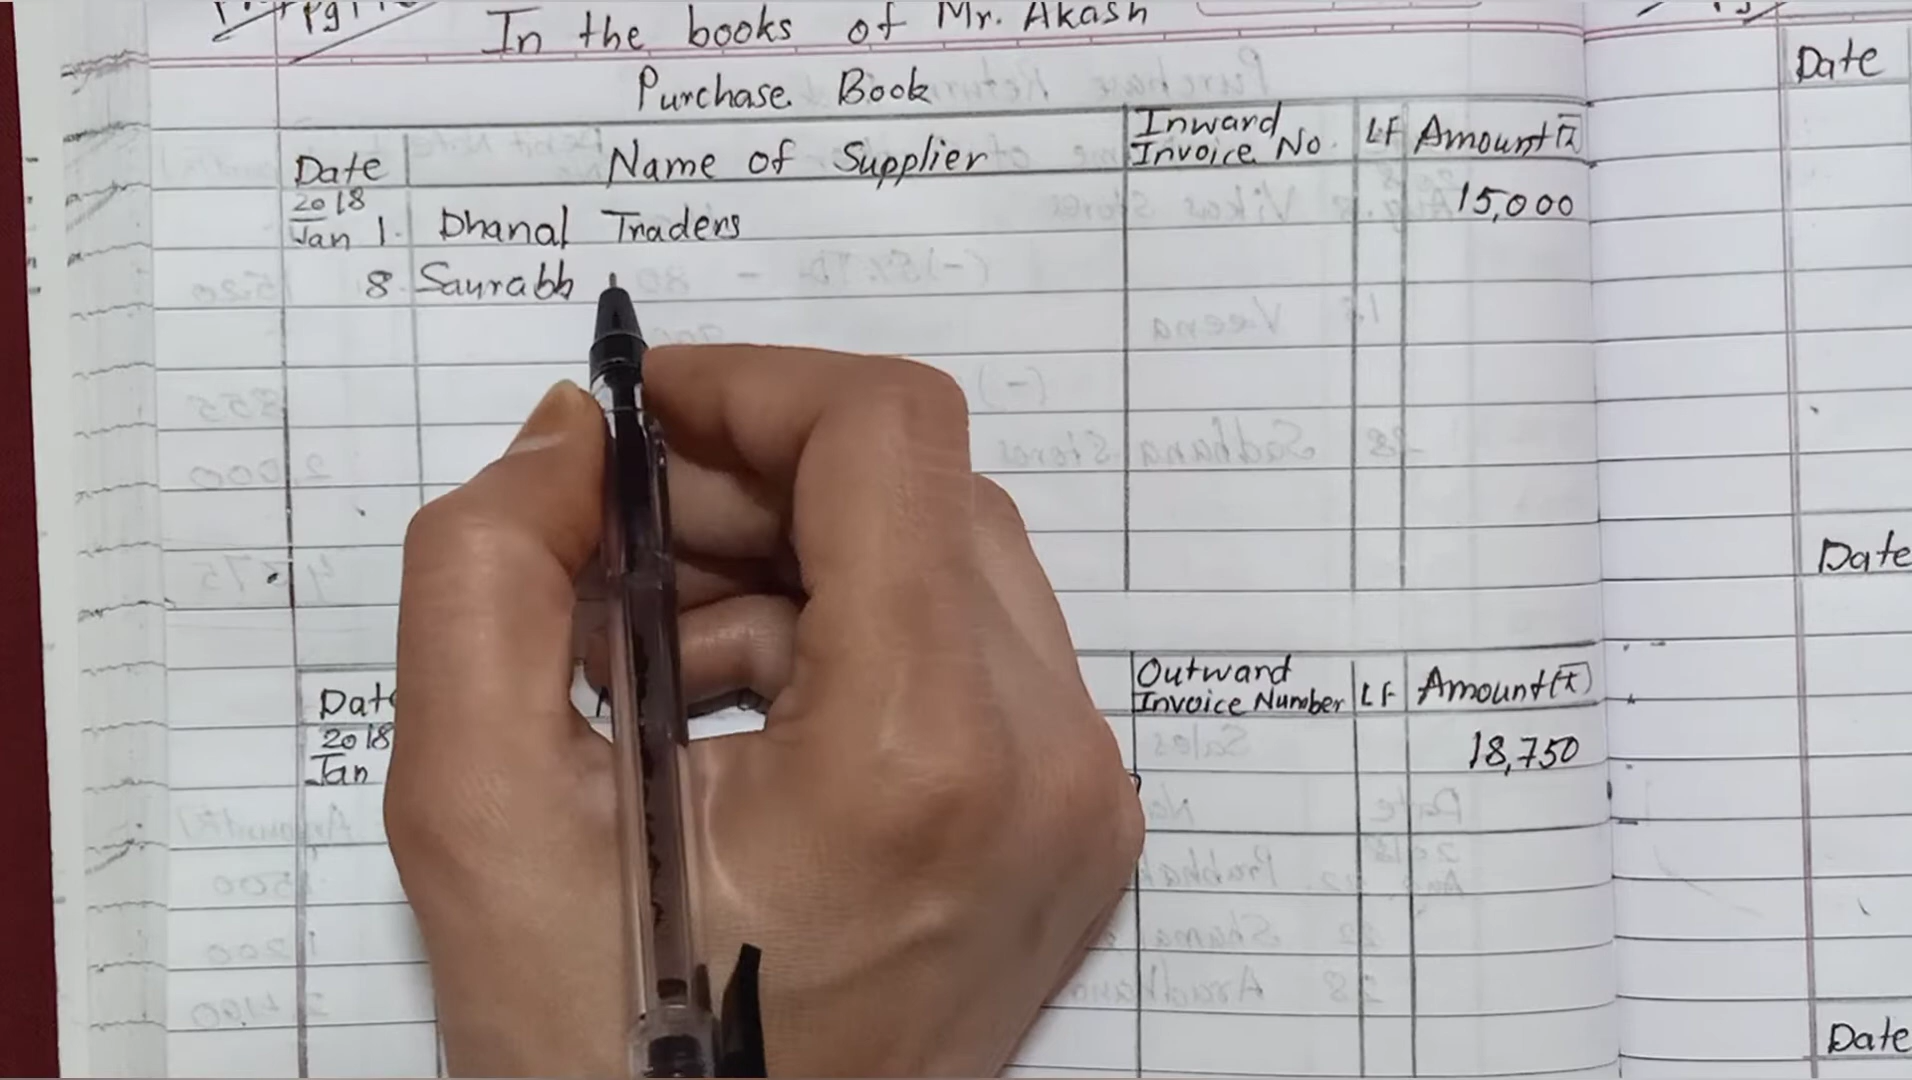 In the books of Mr. Akash
Purchase Book
Date Name of Supplier Inward Invoice No. LF Amount(₹)
2018
Jan 1. Dhanal Traders 15,000
8 Saurabh
Outward Invoice Number LF Amount(₹)
2018
Jan 18,750
Date
Date
Date